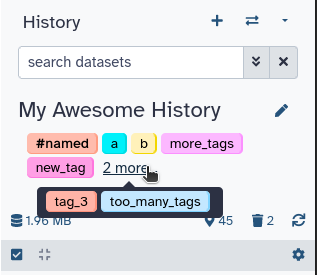 History
search datasets
My Awesome History
#named a b more_tags
new_tag 2 more
tag_3 too_many_tags
1.96 MB 45 2